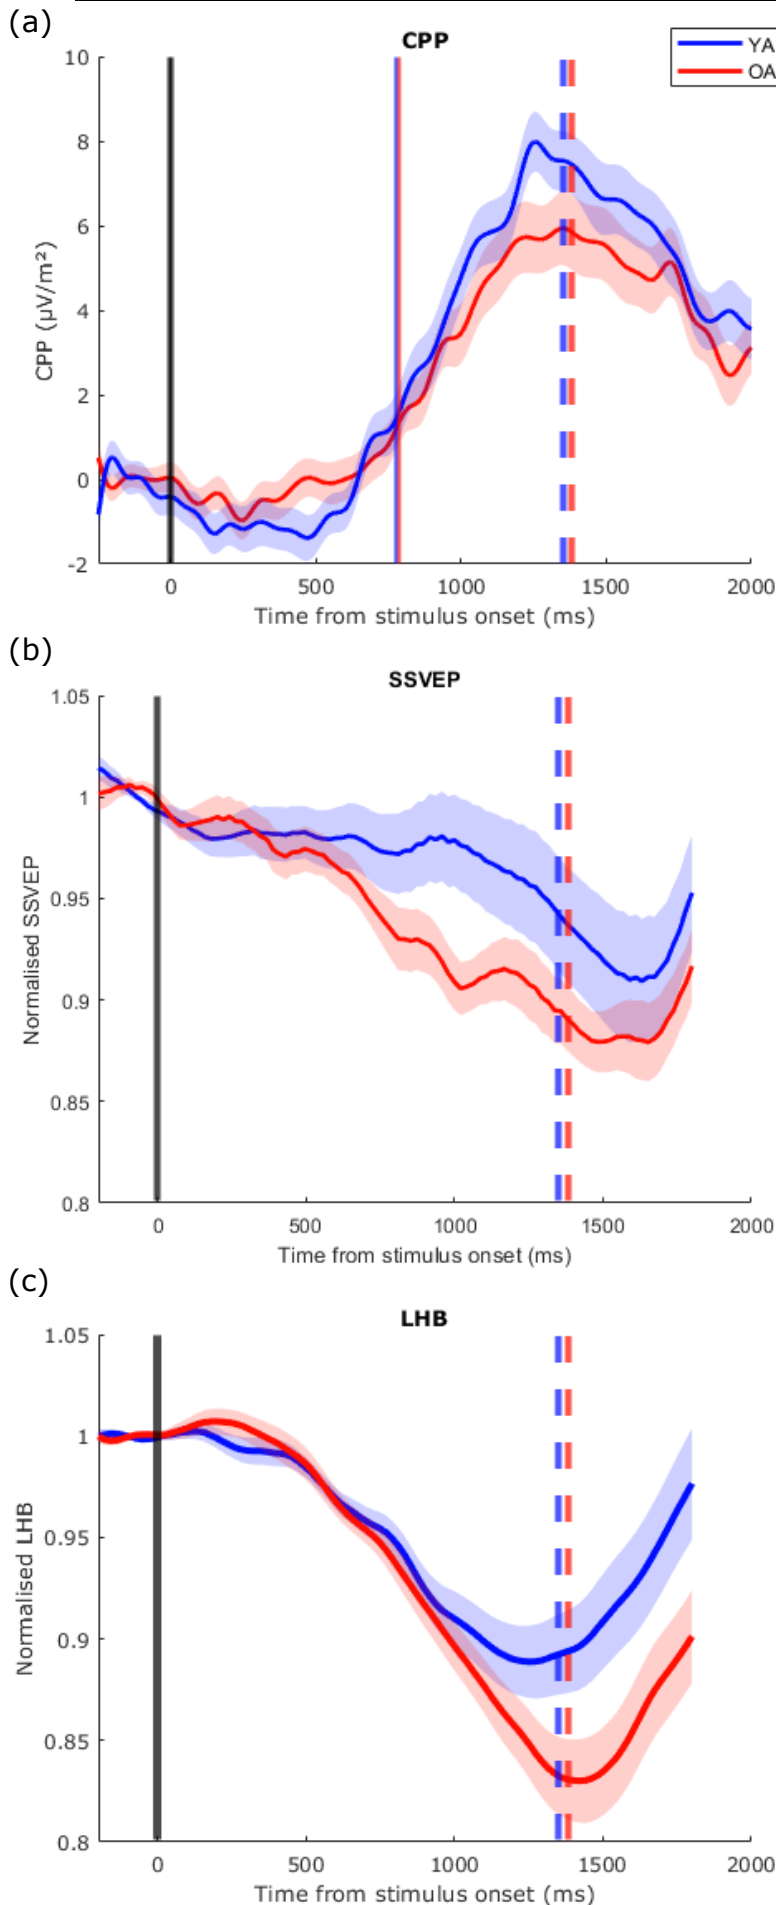 (a)
CPP
YA
OA
10
8
6
4
2
0
-2
CPP (µV/m²)
0
500
1000
1500
2000
Time from stimulus onset (ms)
(b)
SSVEP
1.05
1
0.95
0.9
0.85
0.8
Normalised SSVEP
0
500
1000
1500
2000
Time from stimulus onset (ms)
(c)
LHB
1.05
1
0.95
0.9
0.85
0.8
Normalised LHB
0
500
1000
1500
2000
Time from stimulus onset (ms)